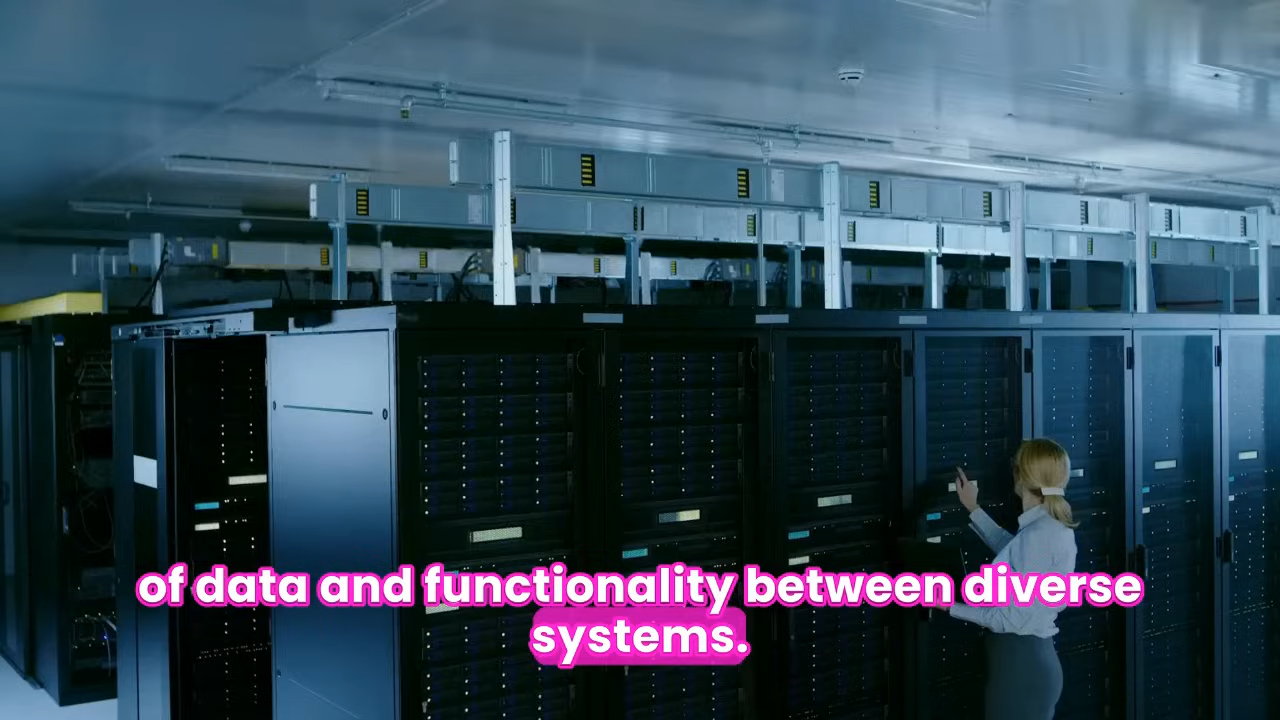 of data and functionality between diverse
systems.